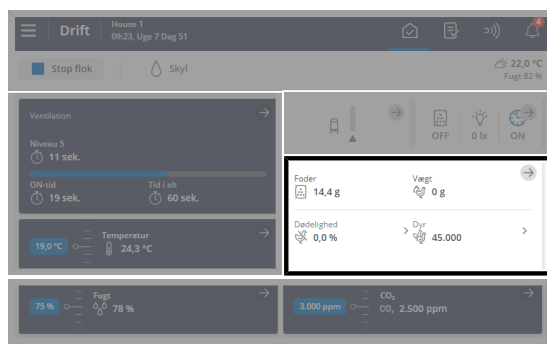 Drift
House 1
09:23, Uge 7 Dag 51
4
Stop flok
Skyl
22,0 °C
Fugt 82 %
Ventilation
Niveau 5
11 sek.
ON-tid
19 sek.
Tid i alt
60 sek.
OFF
0 lx
ON
Foder
14,4 g
Vægt
0 g
Dødelighed
0,0 %
Dyr
45.000
19,0 °C
Temperatur
24,3 °C
75 %
Fugt
78 %
3.000 ppm
CO₂
CO₂ 2.500 ppm